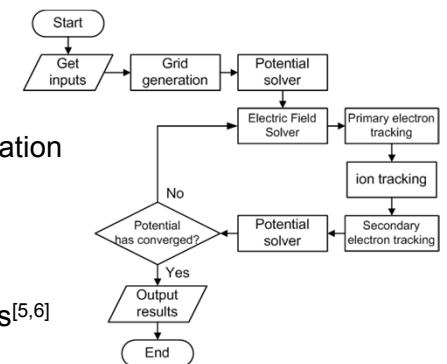 Start
Get
inputs
Grid
generation
Potential
solver
Electric Field
Solver
Primary electron
tracking
ation
ion tracking
No
Potential
has converged?
Potential
solver
Secondary
electron tracking
Yes
Output
results
s[5,6]
End